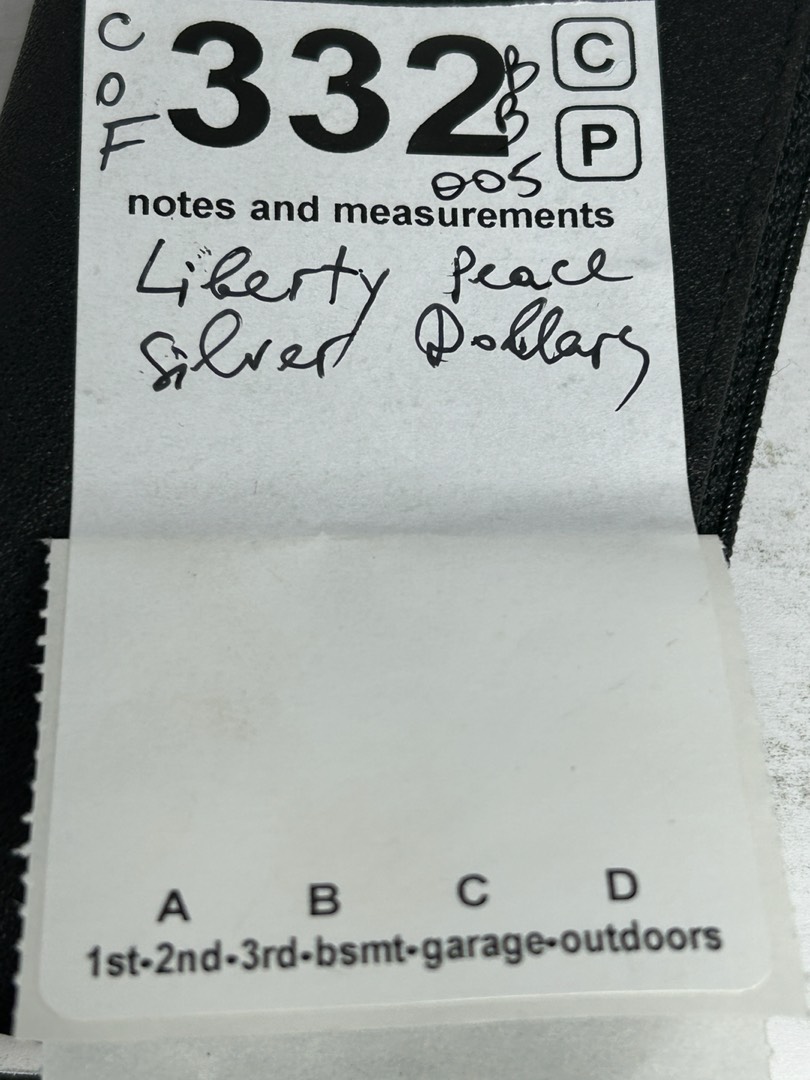 C
O
F
332
B
B
005
C
P
notes and measurements
Liberty Peace
Silver Dollars
A B C D
1st-2nd-3rd-bsmt-garage-outdoors